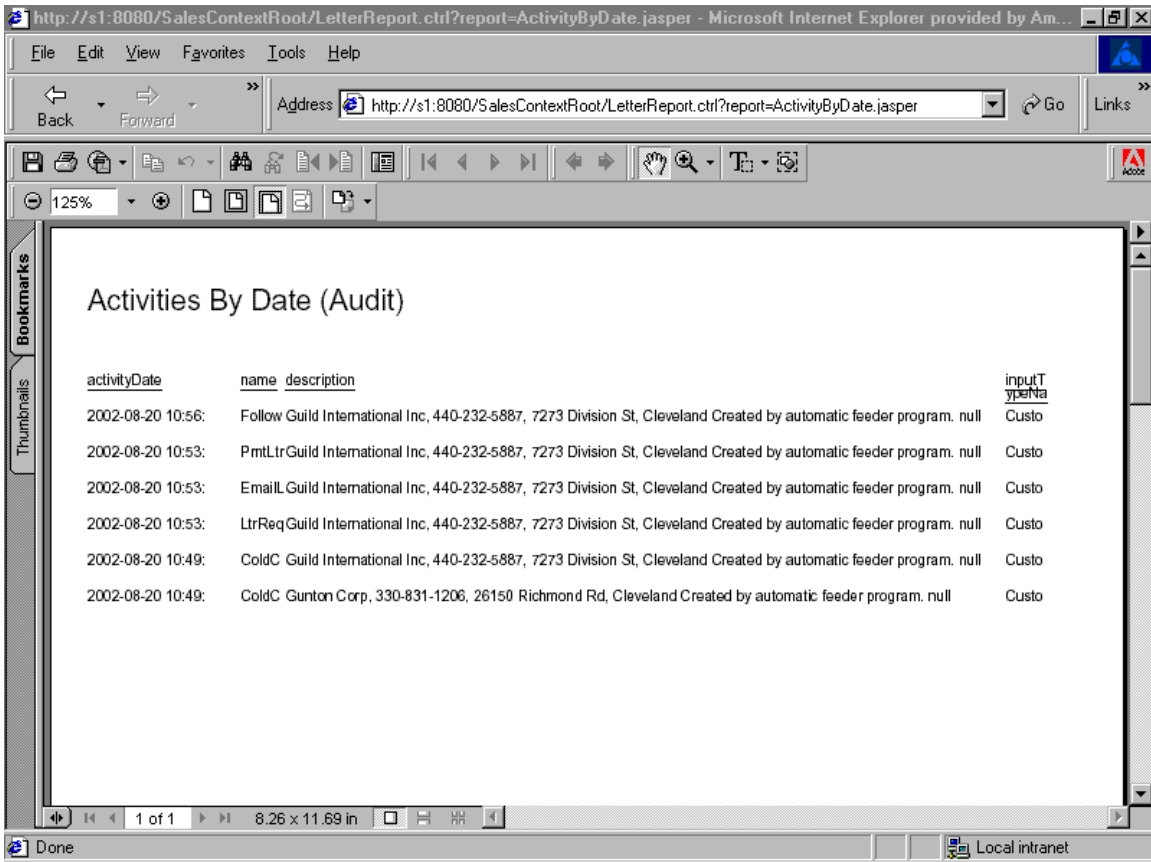 http://s1:8080/SalesContextRoot/LetterReport.ctrl?report=ActivityByDate.jasper - Microsoft Internet Explorer provided by Am...
File Edit View Favorites Tools Help
Back Forward » Address http://s1:8080/SalesContextRoot/LetterReport.ctrl?report=ActivityByDate.jasper Go Links »
Adobe
125%
Bookmarks
Thumbnails
Activities By Date (Audit)
activityDate name description inputT
ypeNa
2002-08-20 10:56: Follow Guild International Inc, 440-232-5887, 7273 Division St, Cleveland Created by automatic feeder program. null Custo
2002-08-20 10:53: PrntLtr Guild International Inc, 440-232-5887, 7273 Division St, Cleveland Created by automatic feeder program. null Custo
2002-08-20 10:53: EmailL Guild International Inc, 440-232-5887, 7273 Division St, Cleveland Created by automatic feeder program. null Custo
2002-08-20 10:53: LtrReq Guild International Inc, 440-232-5887, 7273 Division St, Cleveland Created by automatic feeder program. null Custo
2002-08-20 10:49: ColdC Guild International Inc, 440-232-5887, 7273 Division St, Cleveland Created by automatic feeder program. null Custo
2002-08-20 10:49: ColdC Gunton Corp, 330-831-1206, 26150 Richmond Rd, Cleveland Created by automatic feeder program. null Custo
1 of 1 8.26 x 11.69 in
Done Local intranet